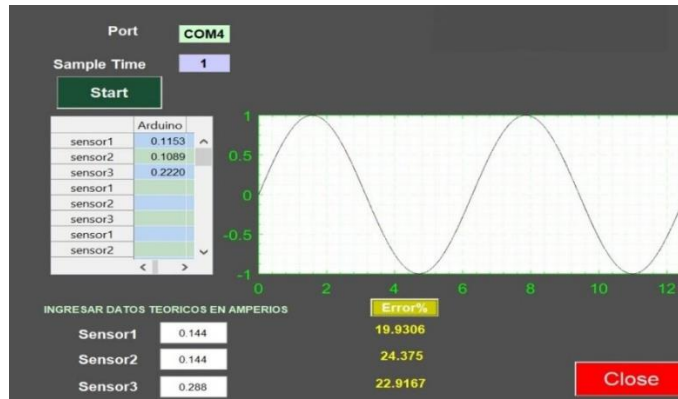 Port COM4
Sample Time 1
Start
Arduino
sensor1 0.1153
sensor2 0.1089
sensor3 0.2220
sensor1
sensor2
sensor3
sensor1
sensor2
1
0.5
0
-0.5
-1
0 2 4 6 8 10 12
INGRESAR DATOS TEORICOS EN AMPERIOS Error%
Sensor1 0.144 19.9306
Sensor2 0.144 24.375
Sensor3 0.288 22.9167
Close